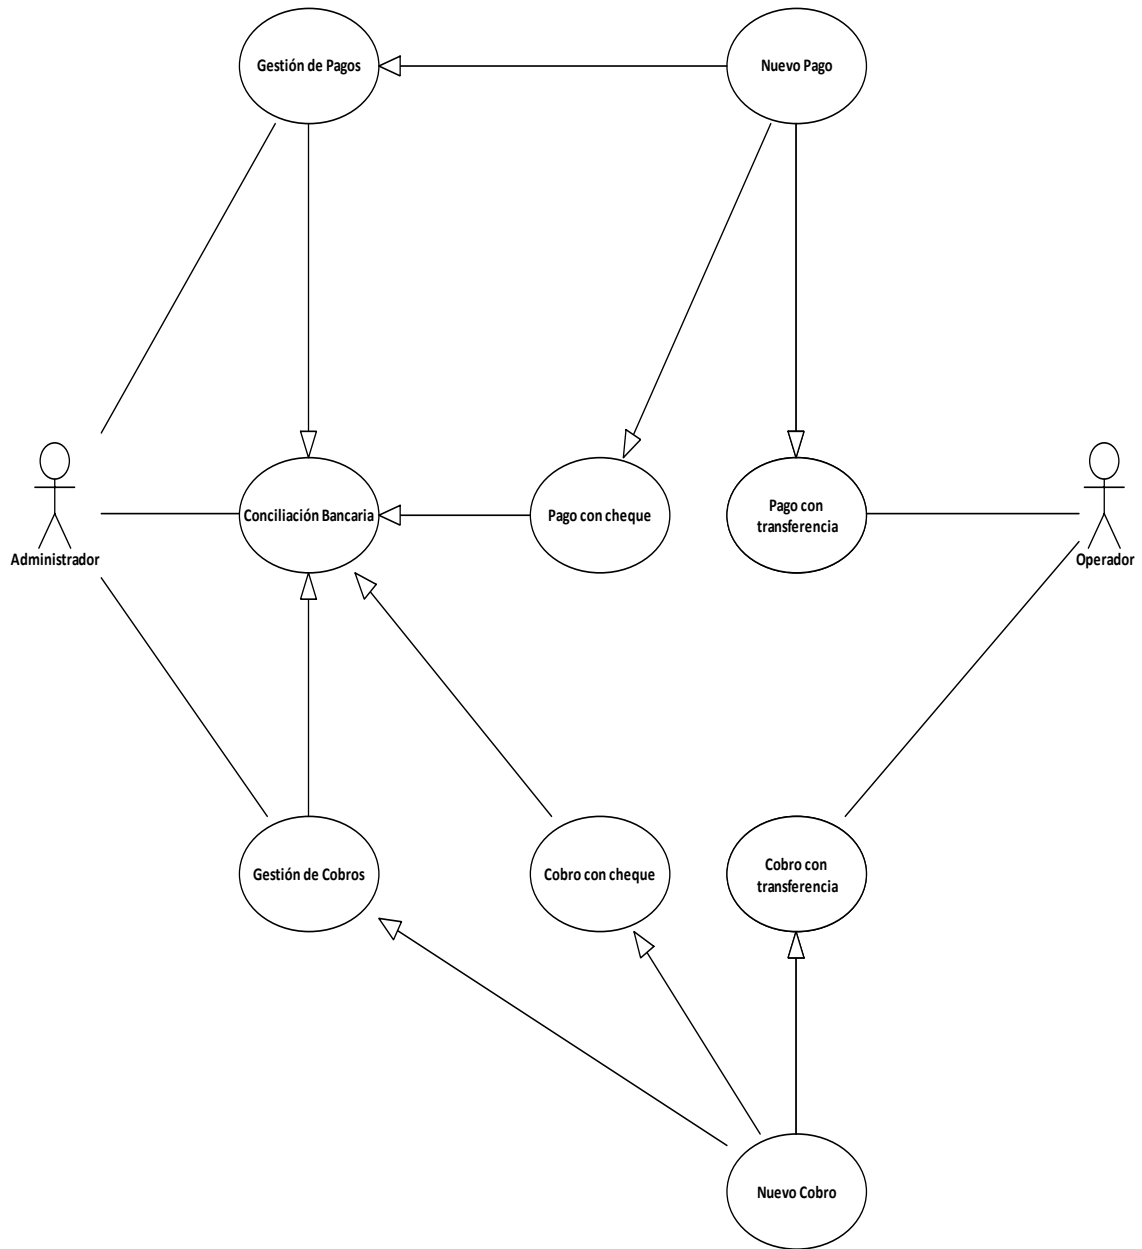 Gestión de Pagos
Nuevo Pago
Conciliación Bancaria
Pago con cheque
Pago con
transferencia
Administrador
Operador
Gestión de Cobros
Cobro con cheque
Cobro con
transferencia
Nuevo Cobro